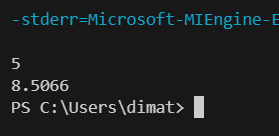 -stderr=Microsoft-MIEngine-E
5
8.5066
PS C:\Users\dimat>